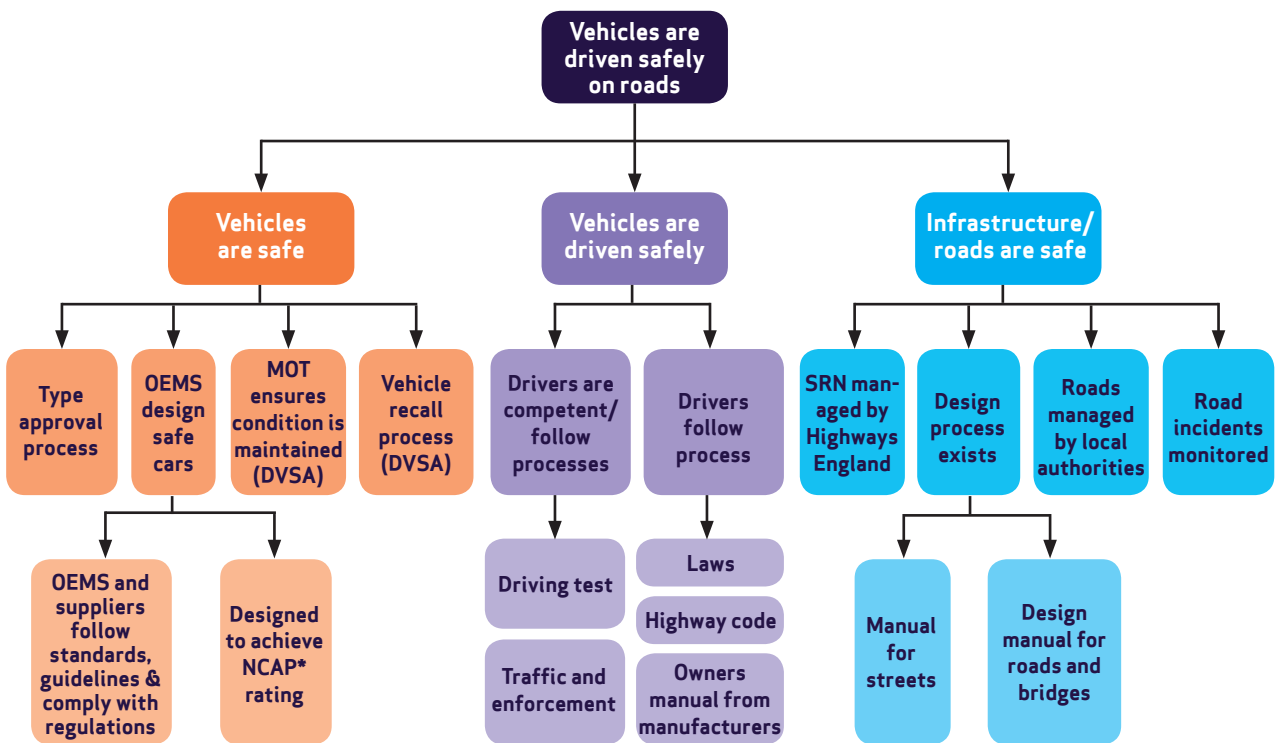 Vehicles are
driven safely
on roads
Vehicles
are safe
Vehicles are
driven safely
Infrastructure/
roads are safe
Type
approval
process
OEMS
design
safe
cars
MOT
ensures
condition is
maintained
(DVSA)
Vehicle
recall
process
(DVSA)
Drivers are
competent/
follow
processes
Drivers
follow
process
SRN man-
aged by
Highways
England
Design
process
exists
Roads
managed
by local
authorities
Road
incidents
monitored
OEMS and
suppliers
follow
standards,
guidelines &
comply with
regulations
Designed
to achieve
NCAP*
rating
Driving test
Traffic and
enforcement
Laws
Highway code
Owners
manual from
manufacturers
Manual
for
streets
Design
manual for
roads and
bridges